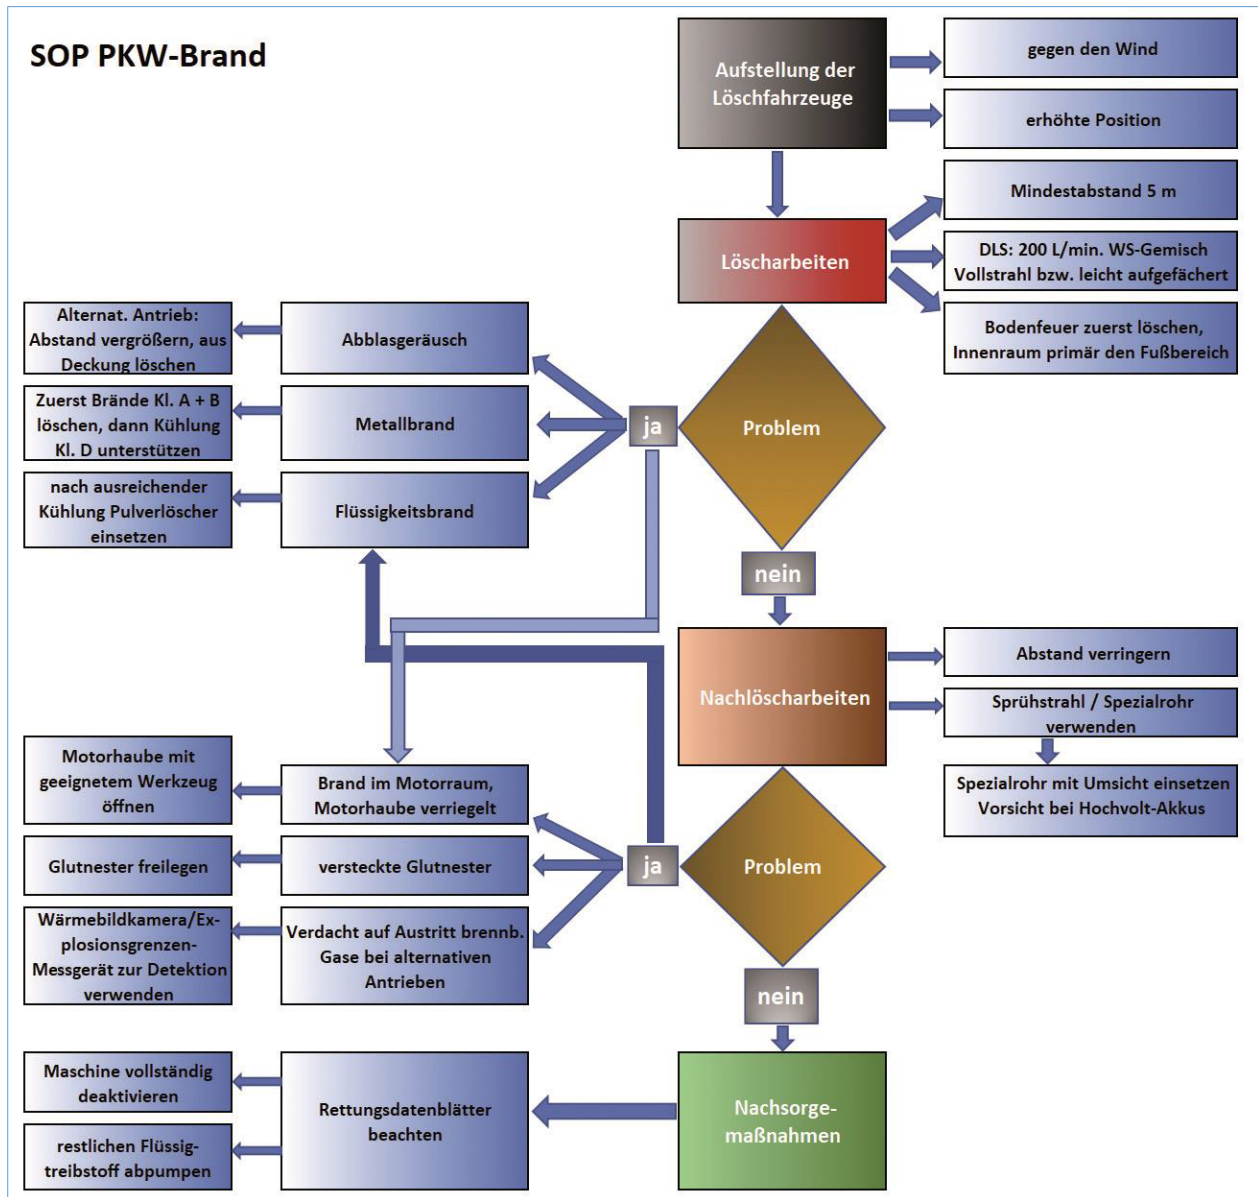 SOP PKW-Brand
Aufstellung der
Löschfahrzeuge
gegen den Wind
erhöhte Position
Mindestabstand 5 m
Löscharbeiten
DLS: 200 L/min. WS-Gemisch
Vollstrahl bzw. leicht aufgefächert
Bodenfeuer zuerst löschen,
Innenraum primär den Fußbereich
Problem
ja
Alternat. Antrieb:
Abstand vergrößern, aus
Deckung löschen
Abblasgeräusch
Zuerst Brände Kl. A + B
löschen, dann Kühlung
Kl. D unterstützen
Metallbrand
nach ausreichender
Kühlung Pulverlöscher
einsetzen
Flüssigkeitsbrand
nein
Nachlöscharbeiten
Abstand verringern
Sprühstrahl / Spezialrohr
verwenden
Spezialrohr mit Umsicht einsetzen
Vorsicht bei Hochvolt-Akkus
Problem
ja
Motorhaube mit
geeignetem Werkzeug
öffnen
Brand im Motorraum,
Motorhaube verriegelt
Glutnester freilegen
versteckte Glutnester
Wärmebildkamera/Ex-
plosionsgrenzen-
Messgerät zur Detektion
verwenden
Verdacht auf Austritt brennb.
Gase bei alternativen
Antrieben
nein
Nachsorge-
maßnahmen
Rettungsdatenblätter
beachten
Maschine vollständig
deaktivieren
restlichen Flüssig-
treibstoff abpumpen